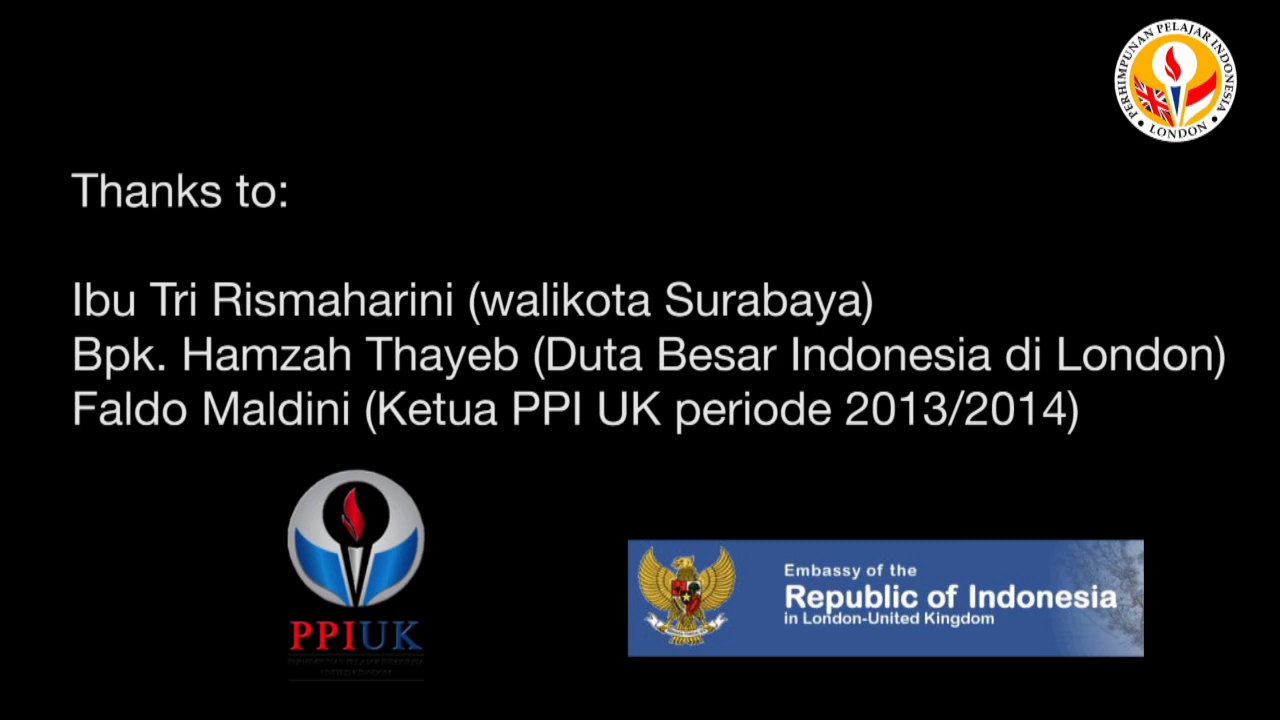 PERHIMPUNAN PELAJAR INDONESIA
• LONDON •
Thanks to:
Ibu Tri Rismaharini (walikota Surabaya)
Bpk. Hamzah Thayeb (Duta Besar Indonesia di London)
Faldo Maldini (Ketua PPI UK periode 2013/2014)
PPIUK
Embassy of the
Republic of Indonesia
in London-United Kingdom